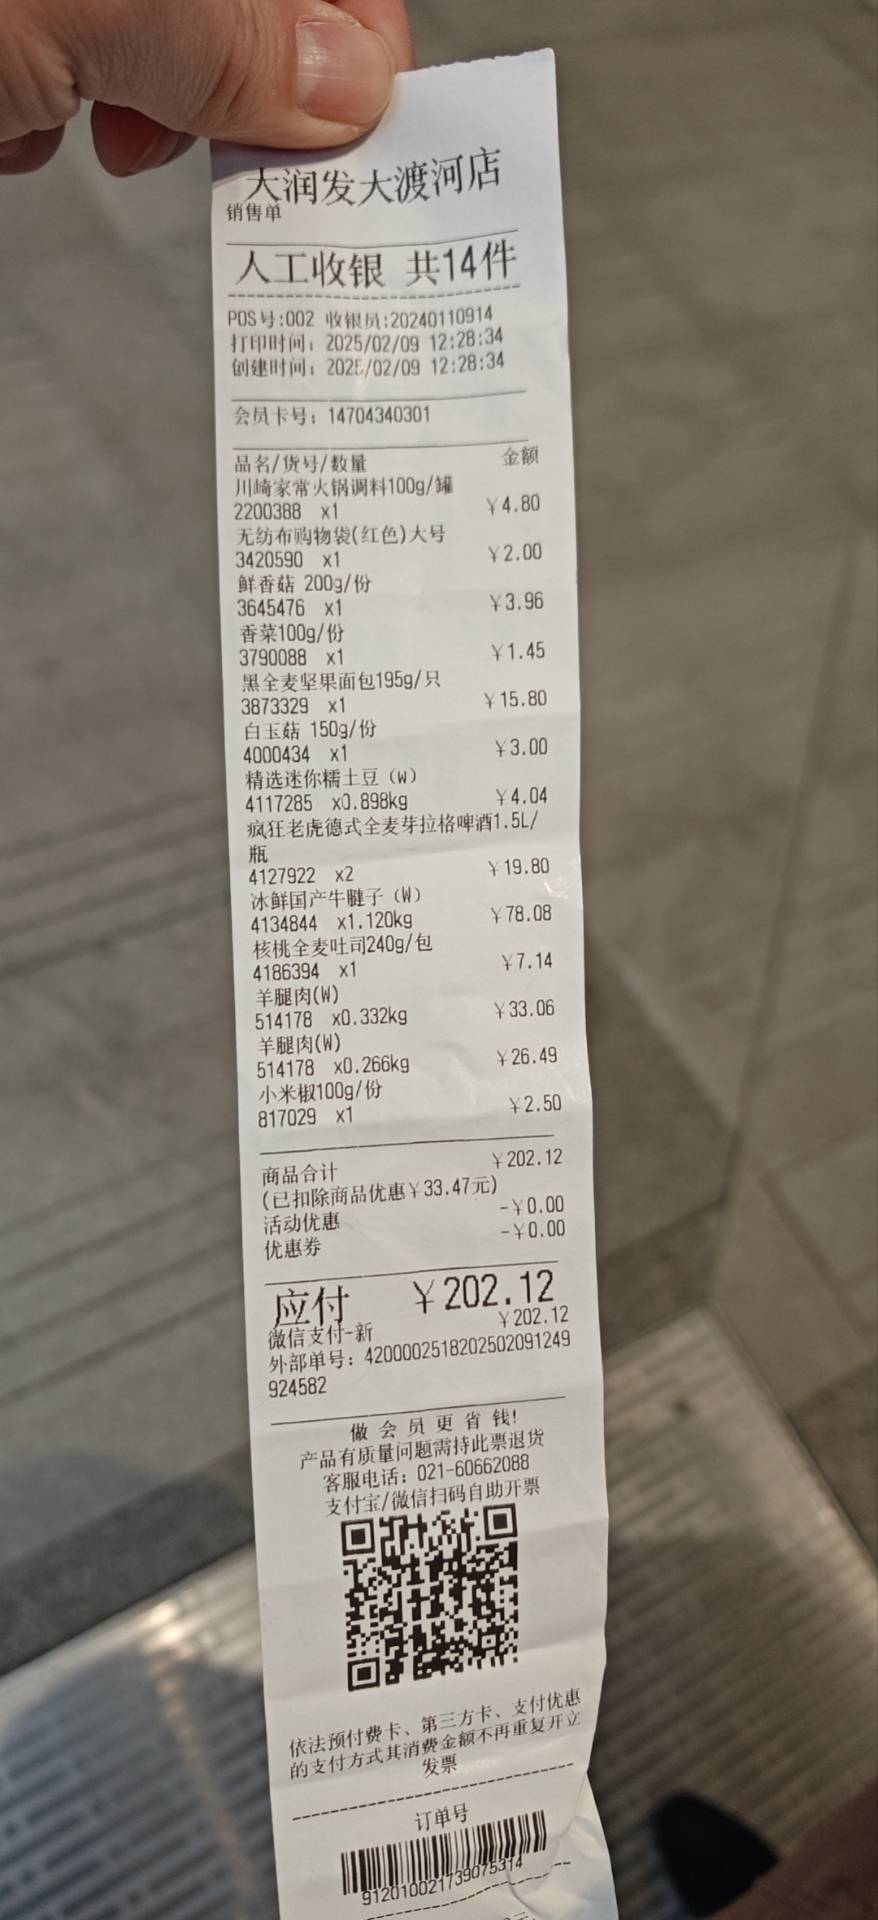 大润发大渡河店
销售单
人工收银 共14件
POS号:002 收银员:20240110914
打印时间: 2025/02/09 12:28:34
创建时间: 2025/02/09 12:28:34
会员卡号: 14704340301
品名/货号/数量 金额
川崎家常火锅调料100g/罐
2200388 x1 ￥4.80
无纺布购物袋(红色)大号
3420590 x1 ￥2.00
鲜香菇 200g/份
3645476 x1 ￥3.96
香菜100g/份
3790088 x1 ￥1.45
黑全麦坚果面包195g/只
3873329 x1 ￥15.80
白玉菇 150g/份
4000434 x1 ￥3.00
精选迷你糯土豆（W）
4117285 x0.898kg ￥4.04
疯狂老虎德式全麦芽拉格啤酒1.5L/
瓶
4127922 x2 ￥19.80
冰鲜国产牛腱子（W）
4134844 x1.120kg ￥78.08
核桃全麦吐司240g/包
4186394 x1 ￥7.14
羊腿肉(W)
514178 x0.332kg ￥33.06
羊腿肉(W)
514178 x0.266kg ￥26.49
小米椒100g/份
817029 x1 ￥2.50
商品合计 ￥202.12
(已扣除商品优惠￥33.47元)
活动优惠 -￥0.00
优惠券 -￥0.00
应付 ￥202.12
微信支付-新 ￥202.12
外部单号: 4200002518202502091249
924582
做会员更省钱!
产品有质量问题需持此票退货
客服电话: 021-60662088
支付宝/微信扫码自助开票
依法预付费卡、第三方卡、支付优惠
的支付方式其消费金额不再重复开立
发票
订单号
912010021739075314